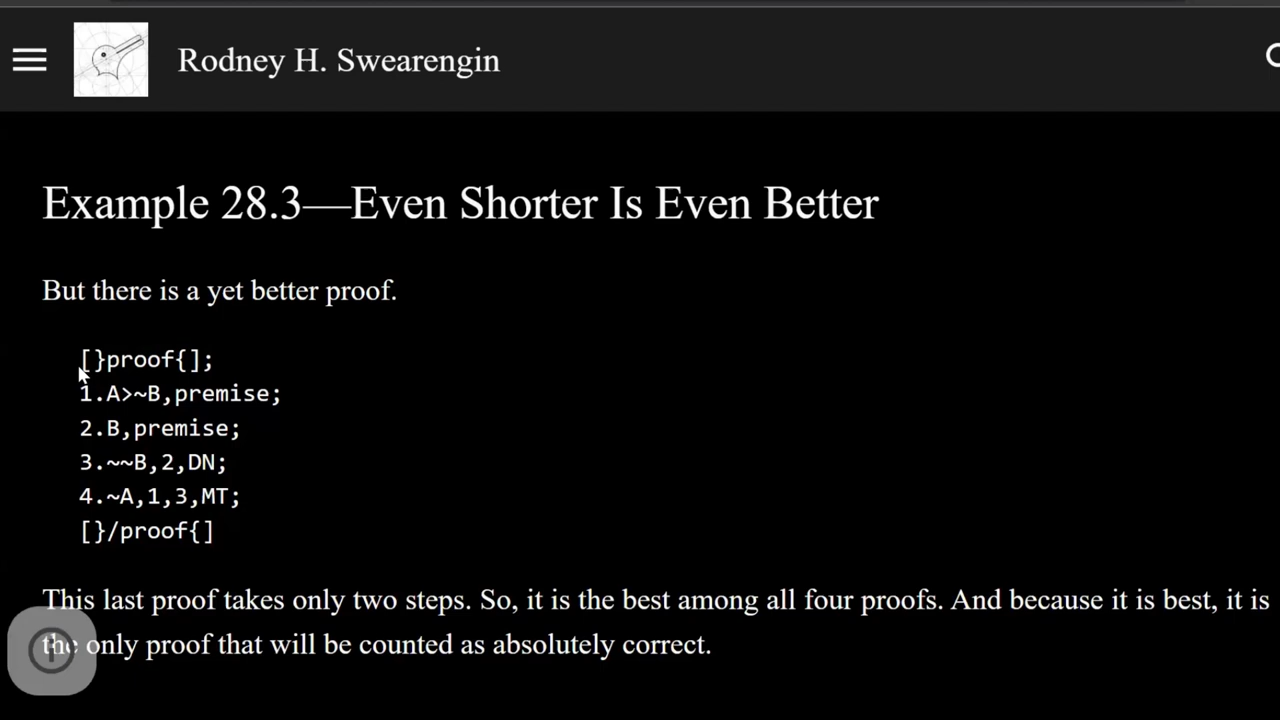 Rodney H. Swearengin
Example 28.3—Even Shorter Is Even Better
But there is a yet better proof.
[}proof{];
1.A>~B,premise;
2.B,premise;
3.~~B,2,DN;
4.~A,1,3,MT;
[}/proof{]
This last proof takes only two steps. So, it is the best among all four proofs. And because it is best, it is
the only proof that will be counted as absolutely correct.